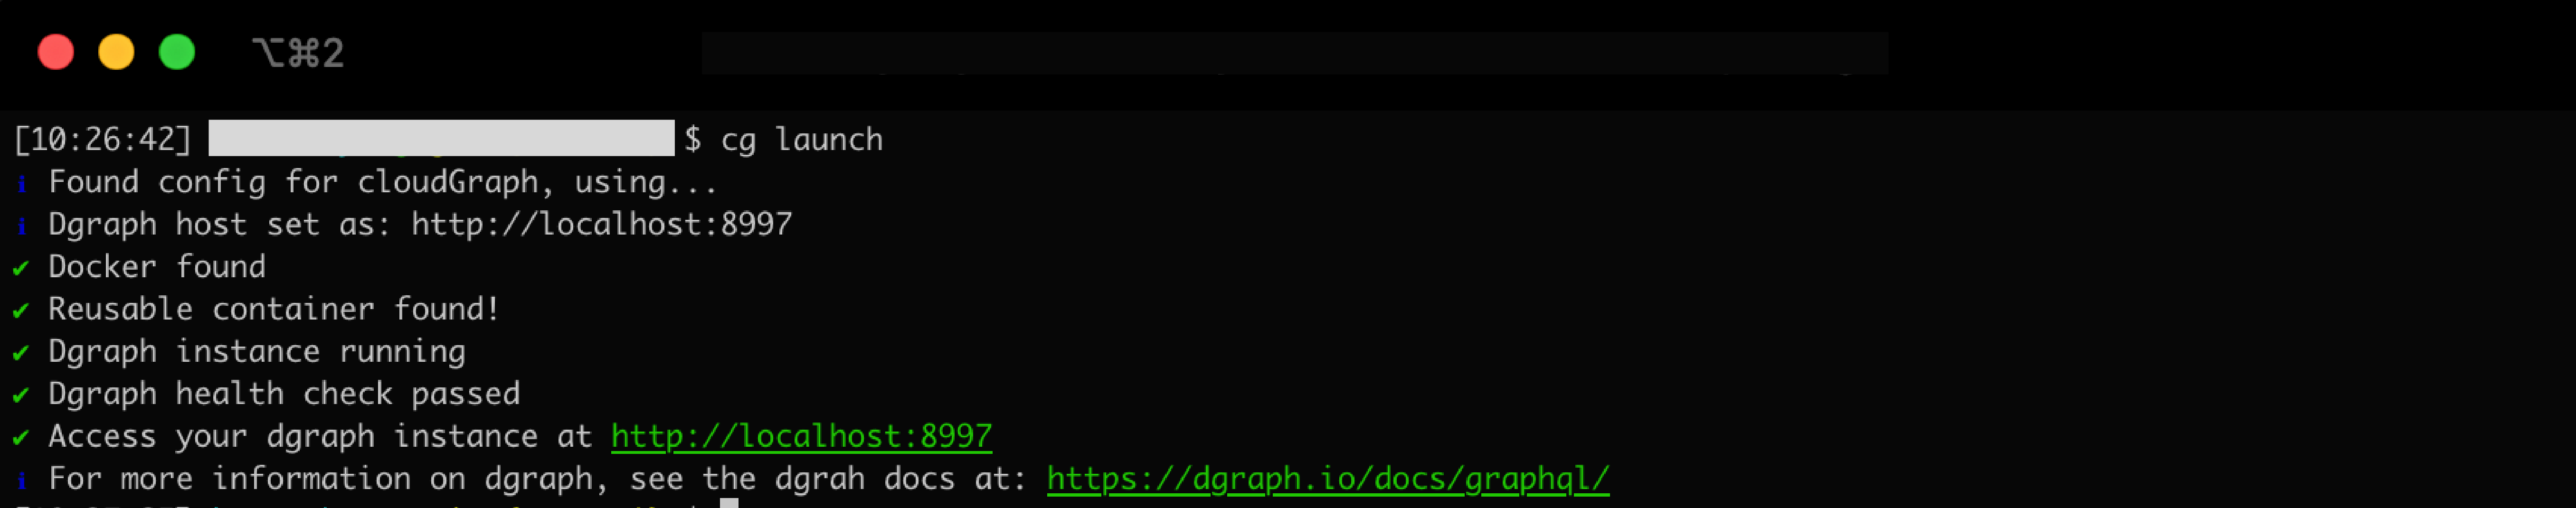 ⌥⌘2
[10:26:42] $ cg launch
i Found config for cloudGraph, using...
i Dgraph host set as: http://localhost:8997
✔ Docker found
✔ Reusable container found!
✔ Dgraph instance running
✔ Dgraph health check passed
✔ Access your dgraph instance at http://localhost:8997
i For more information on dgraph, see the dgrah docs at: https://dgraph.io/docs/graphql/